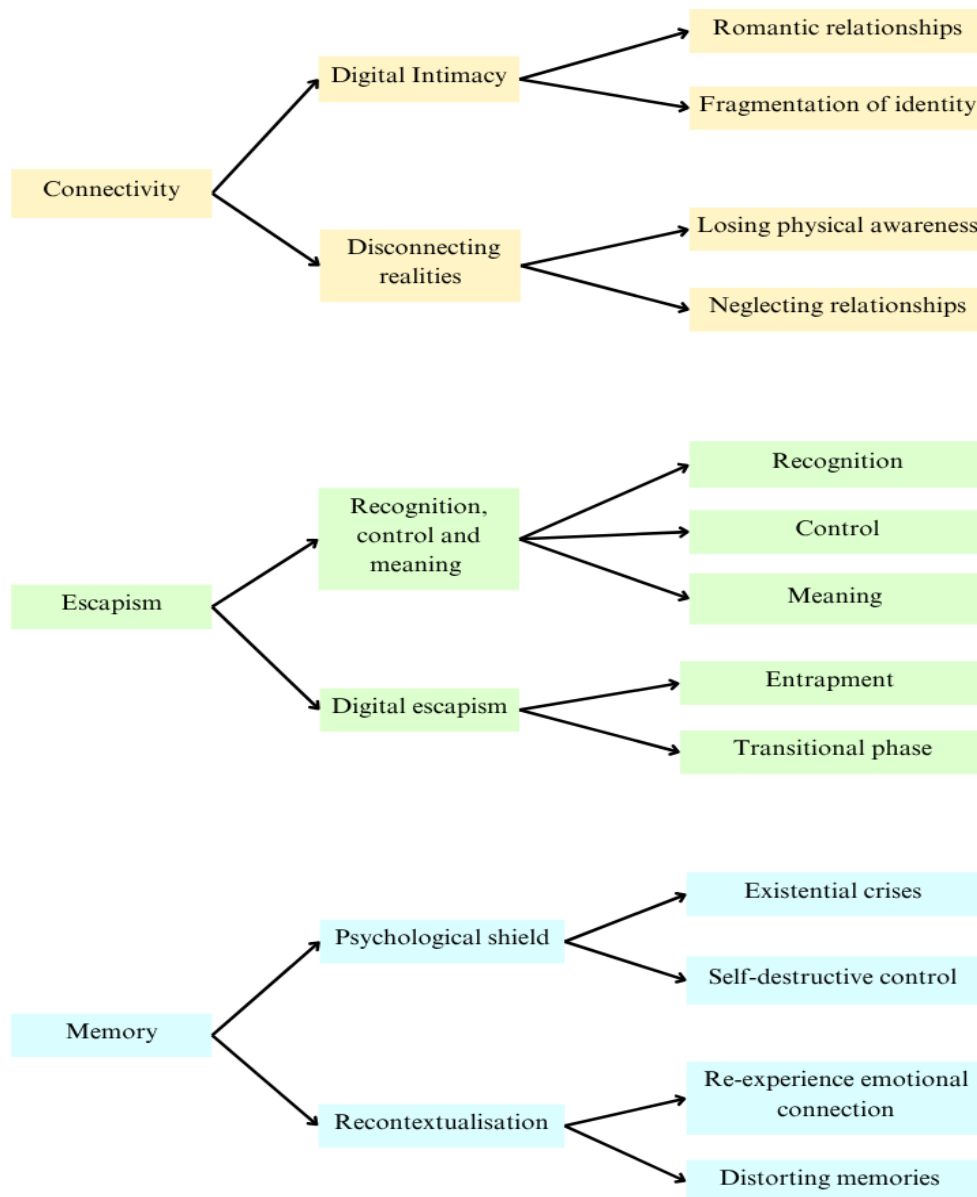 Romantic relationships
Digital Intimacy
Fragmentation of identity
Connectivity
Losing physical awareness
Disconnecting
realities
Neglecting relationships
Recognition
Recognition,
control and
meaning
Control
Meaning
Escapism
Entrapment
Digital escapism
Transitional phase
Existential crises
Psychological shield
Self-destructive control
Memory
Re-experience emotional
connection
Recontextualisation
Distorting memories